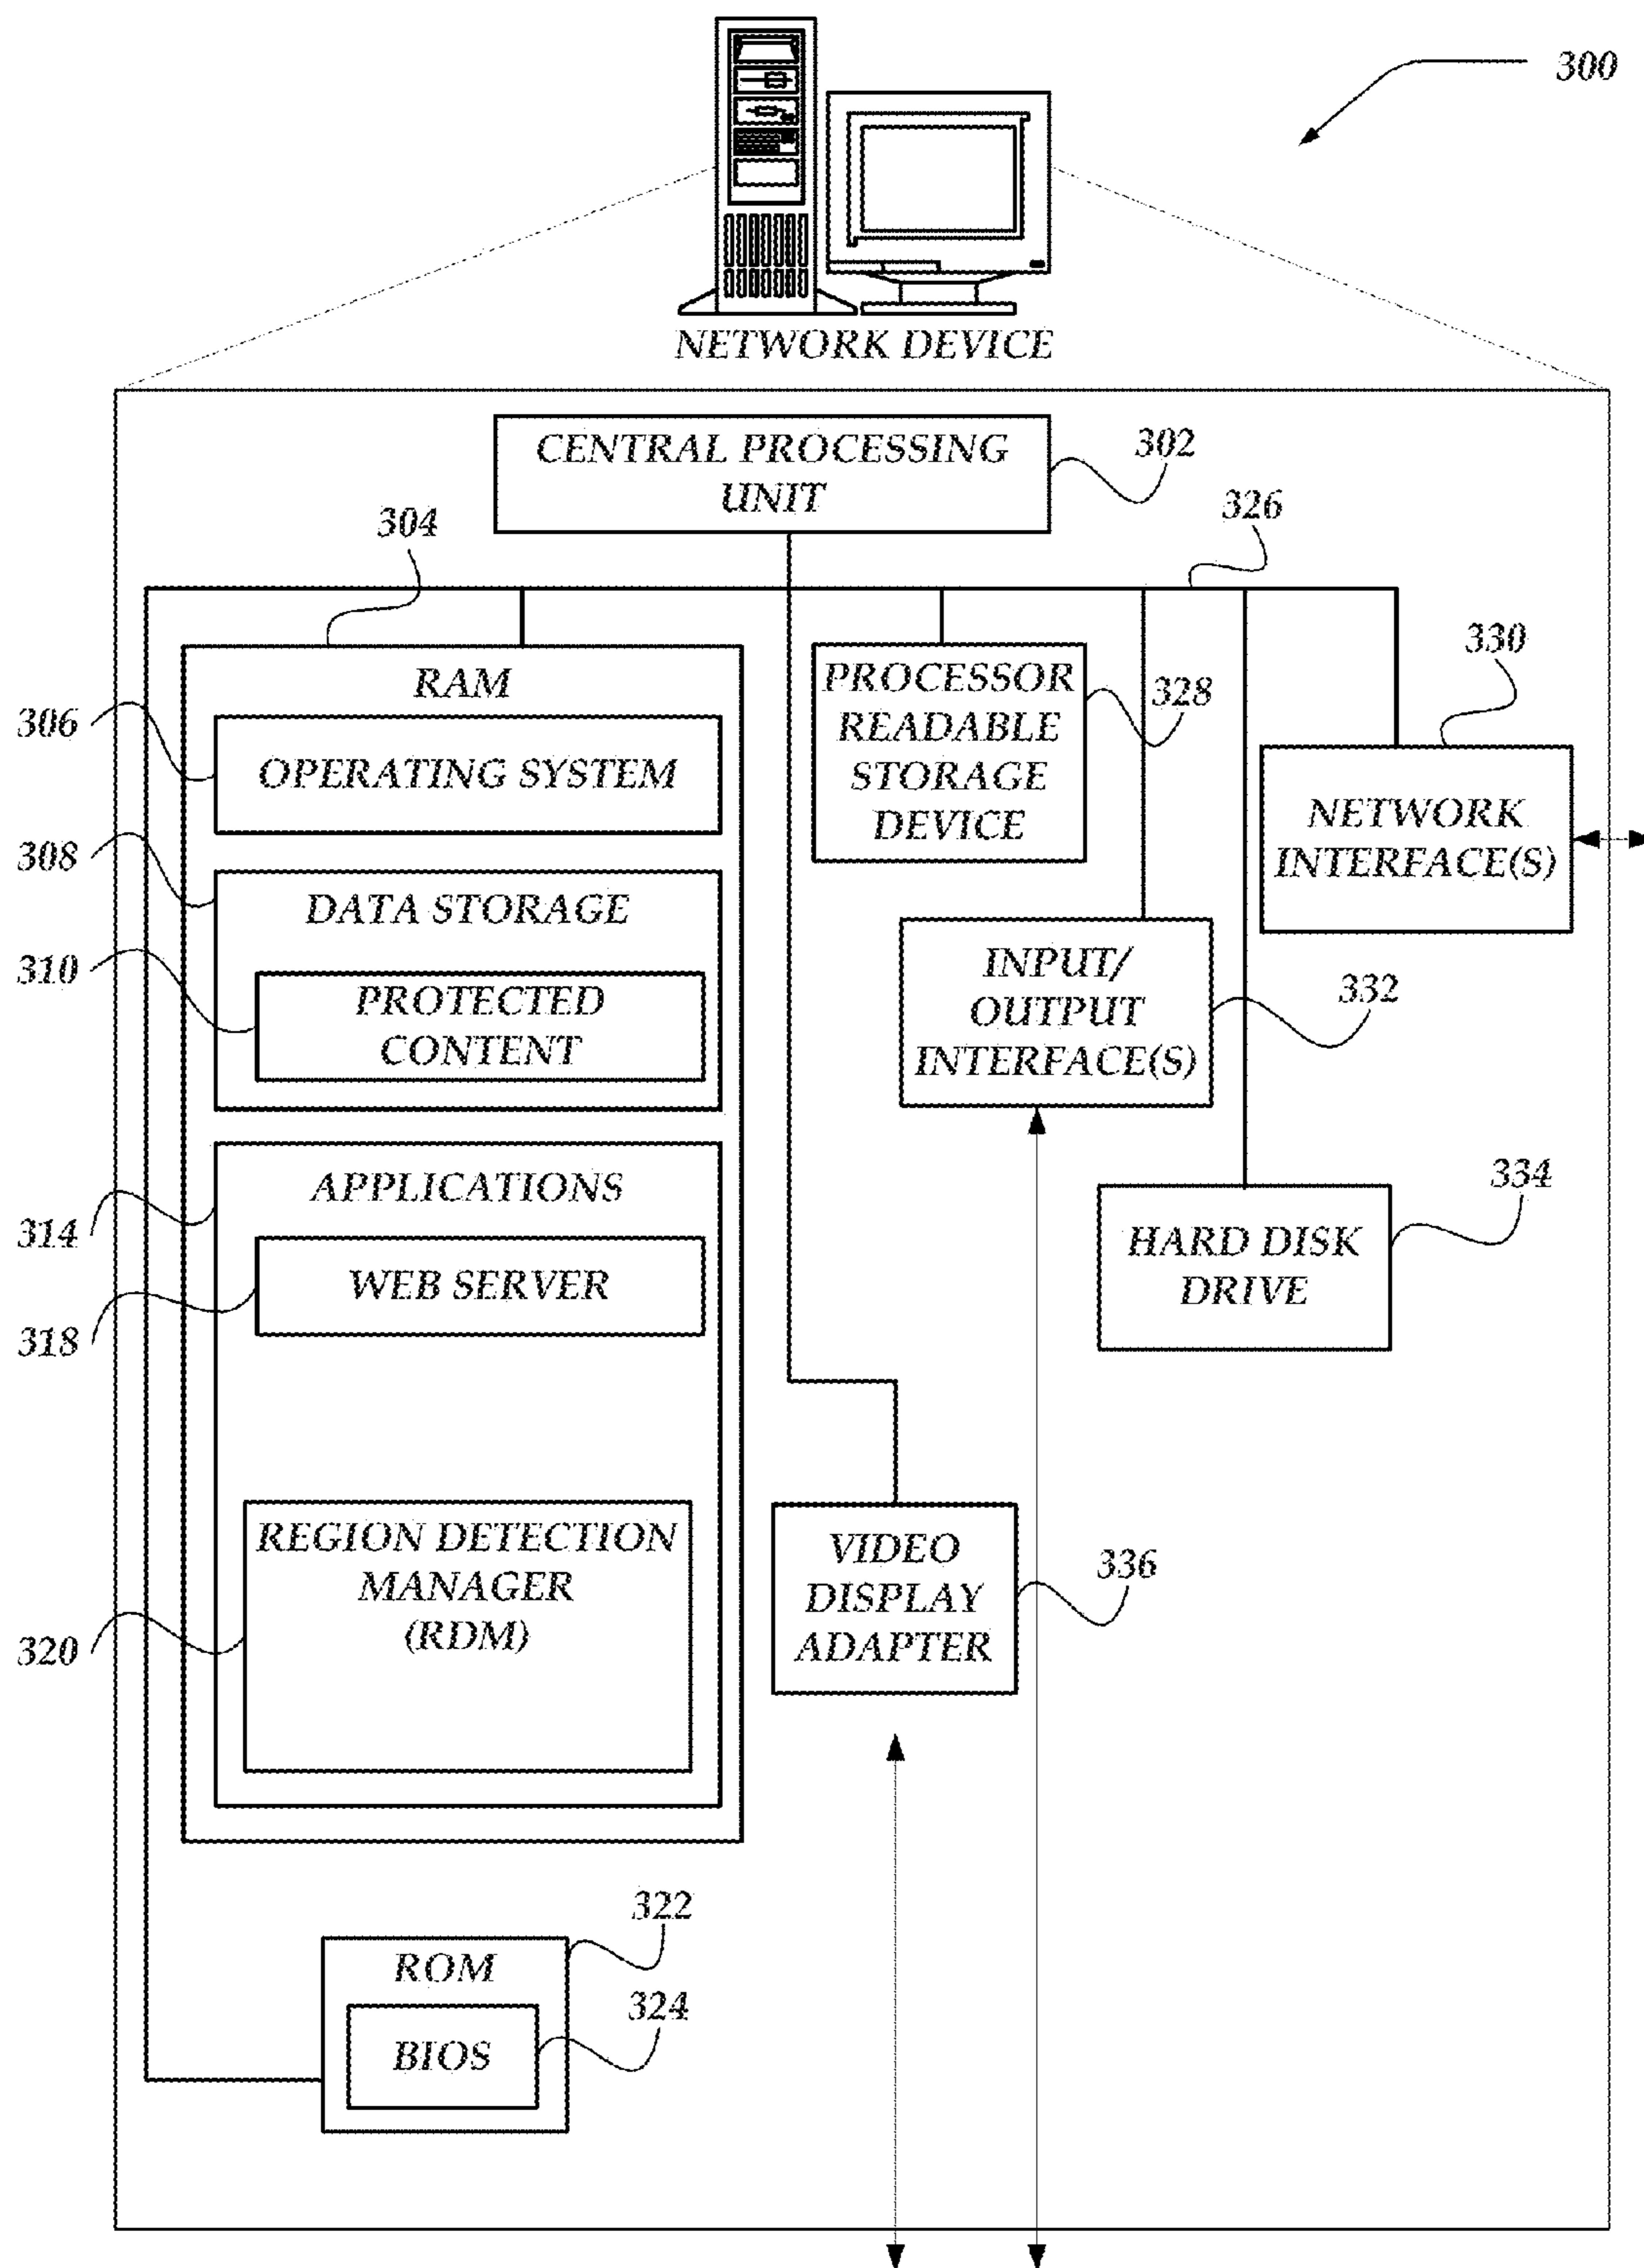 300
NETWORK DEVICE
CENTRAL PROCESSING
UNIT
302
304
326
RAM
306
OPERATING SYSTEM
308
DATA STORAGE
310
PROTECTED
CONTENT
314
APPLICATIONS
318
WEB SERVER
320
REGION DETECTION
MANAGER
(RDM)
PROCESSOR
READABLE
STORAGE
DEVICE
328
330
NETWORK
INTERFACE(S)
INPUT/
OUTPUT
INTERFACE(S)
332
334
HARD DISK
DRIVE
VIDEO
DISPLAY
ADAPTER
336
322
ROM
324
BIOS